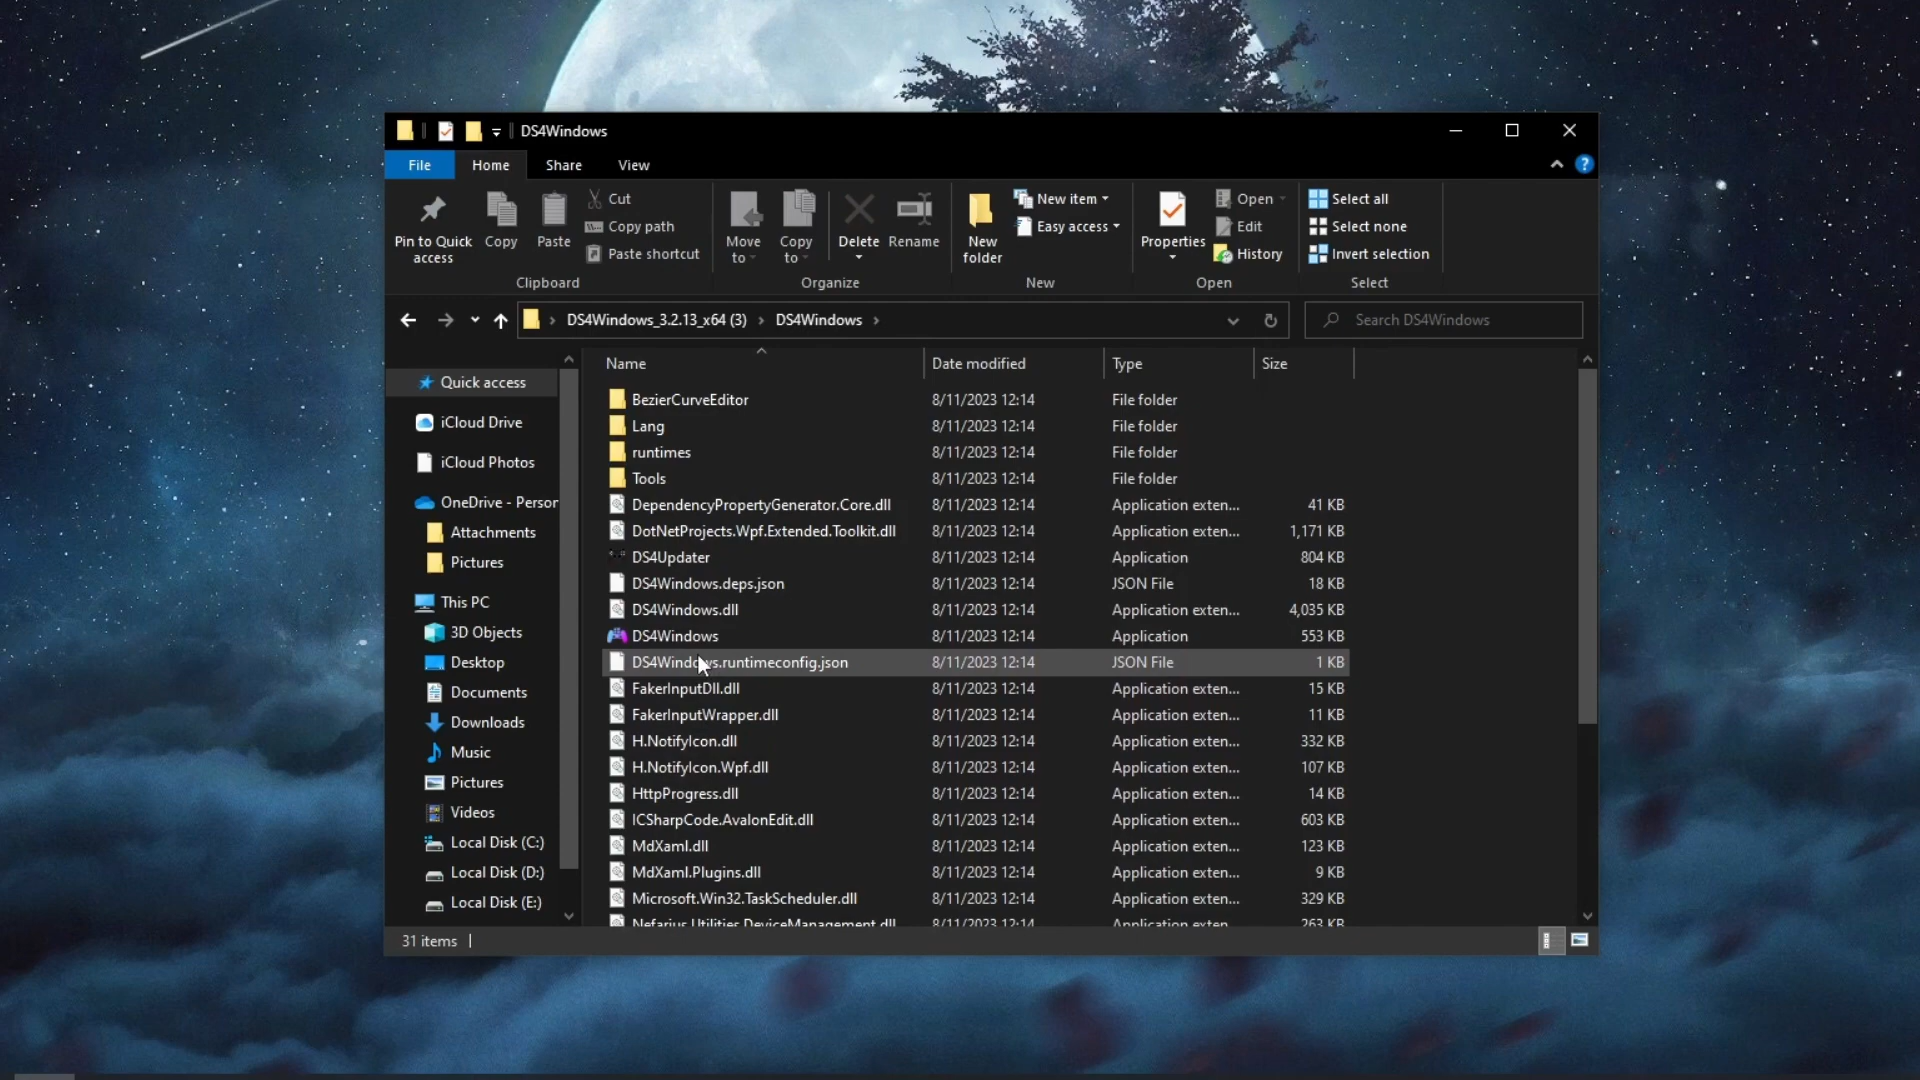 DS4Windows
File Home Share View
Pin to Quick access
Copy
Paste
Cut
Copy path
Paste shortcut
Clipboard
Move to
Copy to
Delete
Rename
Organize
New folder
New item
Easy access
New
Properties
Open
Edit
History
Open
Select all
Select none
Invert selection
Select
DS4Windows_3.2.13_x64 (3) DS4Windows
Search DS4Windows
Quick access
iCloud Drive
iCloud Photos
OneDrive - Person
Attachments
Pictures
This PC
3D Objects
Desktop
Documents
Downloads
Music
Pictures
Videos
Local Disk (C:)
Local Disk (D:)
Local Disk (E:)
Name Date modified Type Size
BezierCurveEditor 8/11/2023 12:14 File folder
Lang 8/11/2023 12:14 File folder
runtimes 8/11/2023 12:14 File folder
Tools 8/11/2023 12:14 File folder
DependencyPropertyGenerator.Core.dll 8/11/2023 12:14 Application exten... 41 KB
DotNetProjects.Wpf.Extended.Toolkit.dll 8/11/2023 12:14 Application exten... 1,171 KB
DS4Updater 8/11/2023 12:14 Application 804 KB
DS4Windows.deps.json 8/11/2023 12:14 JSON File 18 KB
DS4Windows.dll 8/11/2023 12:14 Application exten... 4,035 KB
DS4Windows 8/11/2023 12:14 Application 553 KB
DS4Windows.runtimeconfig.json 8/11/2023 12:14 JSON File 1 KB
FakerInputDll.dll 8/11/2023 12:14 Application exten... 15 KB
FakerInputWrapper.dll 8/11/2023 12:14 Application exten... 11 KB
H.NotifyIcon.dll 8/11/2023 12:14 Application exten... 332 KB
H.NotifyIcon.Wpf.dll 8/11/2023 12:14 Application exten... 107 KB
HttpProgress.dll 8/11/2023 12:14 Application exten... 14 KB
ICSharpCode.AvalonEdit.dll 8/11/2023 12:14 Application exten... 603 KB
MdXaml.dll 8/11/2023 12:14 Application exten... 123 KB
MdXaml.Plugins.dll 8/11/2023 12:14 Application exten... 9 KB
Microsoft.Win32.TaskScheduler.dll 8/11/2023 12:14 Application exten... 329 KB
Nefarius.Utilities.DeviceManagement.dll 8/11/2023 12:14 Application exten... 263 KB
31 items